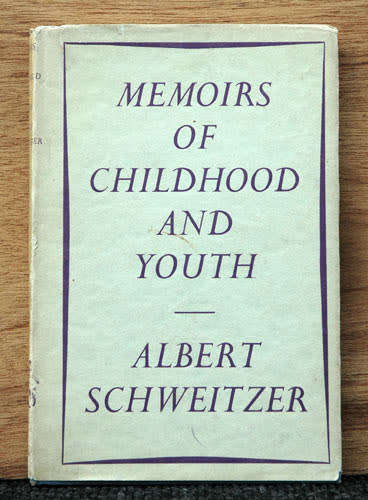 MEMOIRS
OF
CHILDHOOD
AND
YOUTH
ALBERT
SCHWEITZER